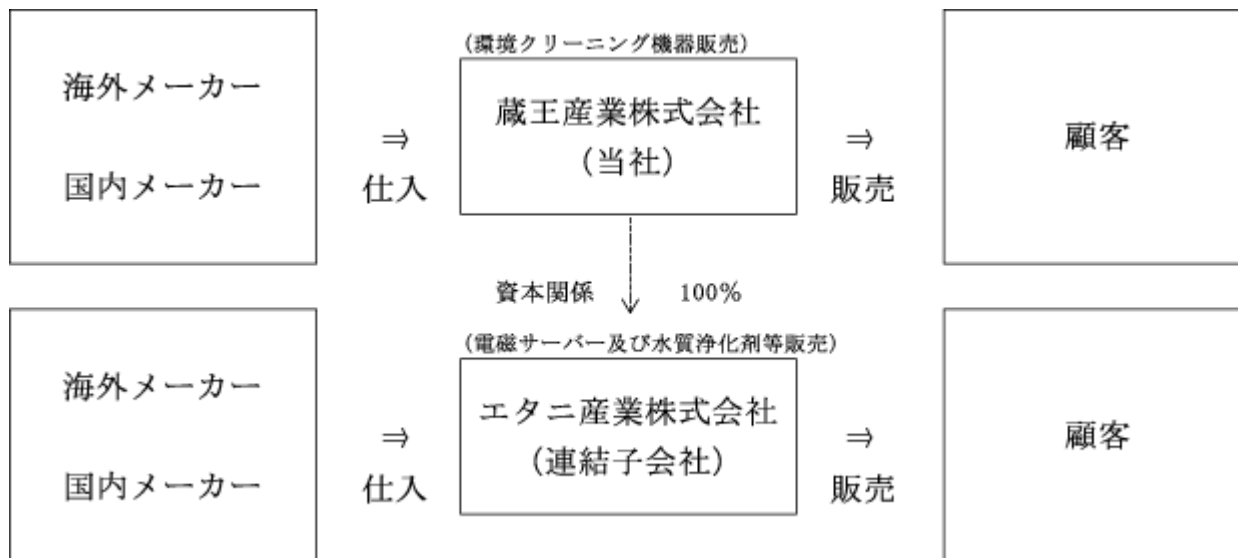 (環境クリーニング機器販売)
海外メーカー
国内メーカー
⇒
仕入
蔵王産業株式会社
(当社)
⇒
販売
顧客
資本関係 100%
(電磁サーバー及び水質浄化剤等販売)
海外メーカー
国内メーカー
⇒
仕入
エタニ産業株式会社
(連結子会社)
⇒
販売
顧客